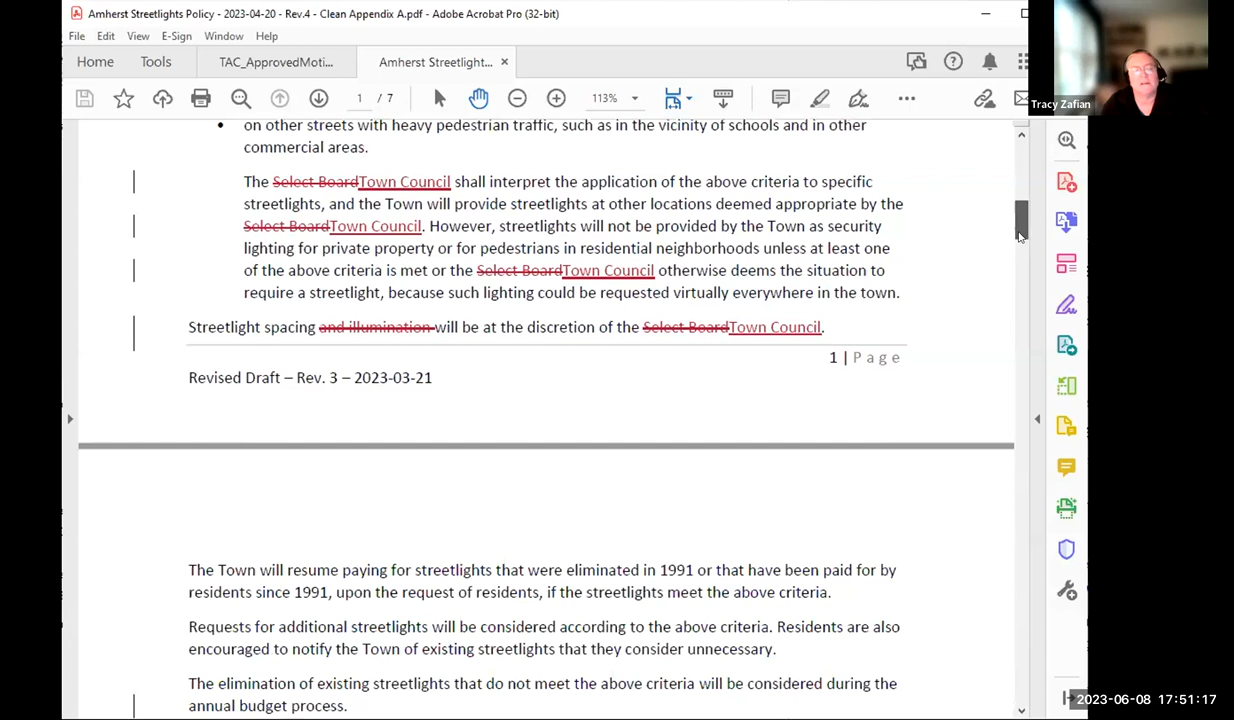 Amherst Streetlights Policy - 2023-04-20 - Rev.4 - Clean Appendix A.pdf - Adobe Acrobat Pro (32-bit)
File Edit View E-Sign Window Help
Home Tools TAC_ApprovedMoti... Amherst Streetlight... ×
1 / 7 113%
Tracy Zafian
• on other streets with heavy pedestrian traffic, such as in the vicinity of schools and in other
commercial areas.
The Select BoardTown Council shall interpret the application of the above criteria to specific
streetlights, and the Town will provide streetlights at other locations deemed appropriate by the
Select BoardTown Council. However, streetlights will not be provided by the Town as security
lighting for private property or for pedestrians in residential neighborhoods unless at least one
of the above criteria is met or the Select BoardTown Council otherwise deems the situation to
require a streetlight, because such lighting could be requested virtually everywhere in the town.
Streetlight spacing and illumination will be at the discretion of the Select BoardTown Council.
1 | Page
Revised Draft – Rev. 3 – 2023-03-21
The Town will resume paying for streetlights that were eliminated in 1991 or that have been paid for by
residents since 1991, upon the request of residents, if the streetlights meet the above criteria.
Requests for additional streetlights will be considered according to the above criteria. Residents are also
encouraged to notify the Town of existing streetlights that they consider unnecessary.
The elimination of existing streetlights that do not meet the above criteria will be considered during the
annual budget process.
2023-06-08 17:51:17